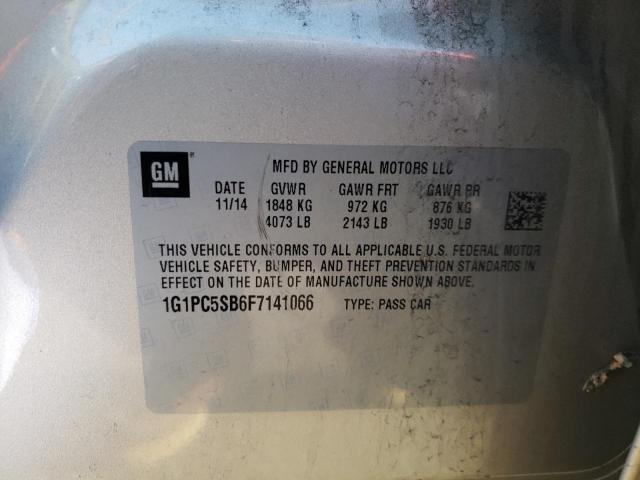 GM
MFD BY GENERAL MOTORS LLC
DATE GVWR GAWR FRT GAWR RR
11/14 1848 KG 972 KG 876 KG
4073 LB 2143 LB 1930 LB
THIS VEHICLE CONFORMS TO ALL APPLICABLE U.S. FEDERAL MOTOR
VEHICLE SAFETY, BUMPER, AND THEFT PREVENTION STANDARDS IN
EFFECT ON THE DATE OF MANUFACTURE SHOWN ABOVE.
1G1PC5SB6F7141066 TYPE: PASS CAR